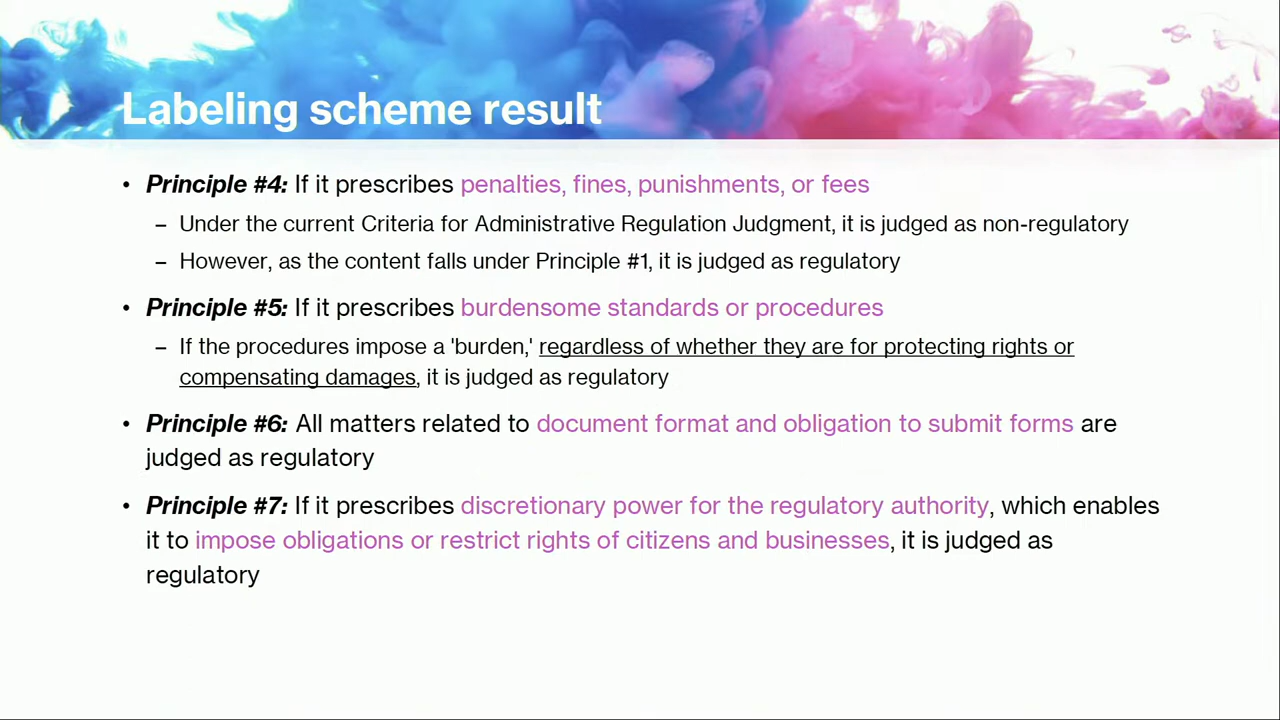 Labeling scheme result
• Principle #4: If it prescribes penalties, fines, punishments, or fees
– Under the current Criteria for Administrative Regulation Judgment, it is judged as non-regulatory
– However, as the content falls under Principle #1, it is judged as regulatory
• Principle #5: If it prescribes burdensome standards or procedures
– If the procedures impose a 'burden,' regardless of whether they are for protecting rights or
compensating damages, it is judged as regulatory
• Principle #6: All matters related to document format and obligation to submit forms are
judged as regulatory
• Principle #7: If it prescribes discretionary power for the regulatory authority, which enables
it to impose obligations or restrict rights of citizens and businesses, it is judged as
regulatory